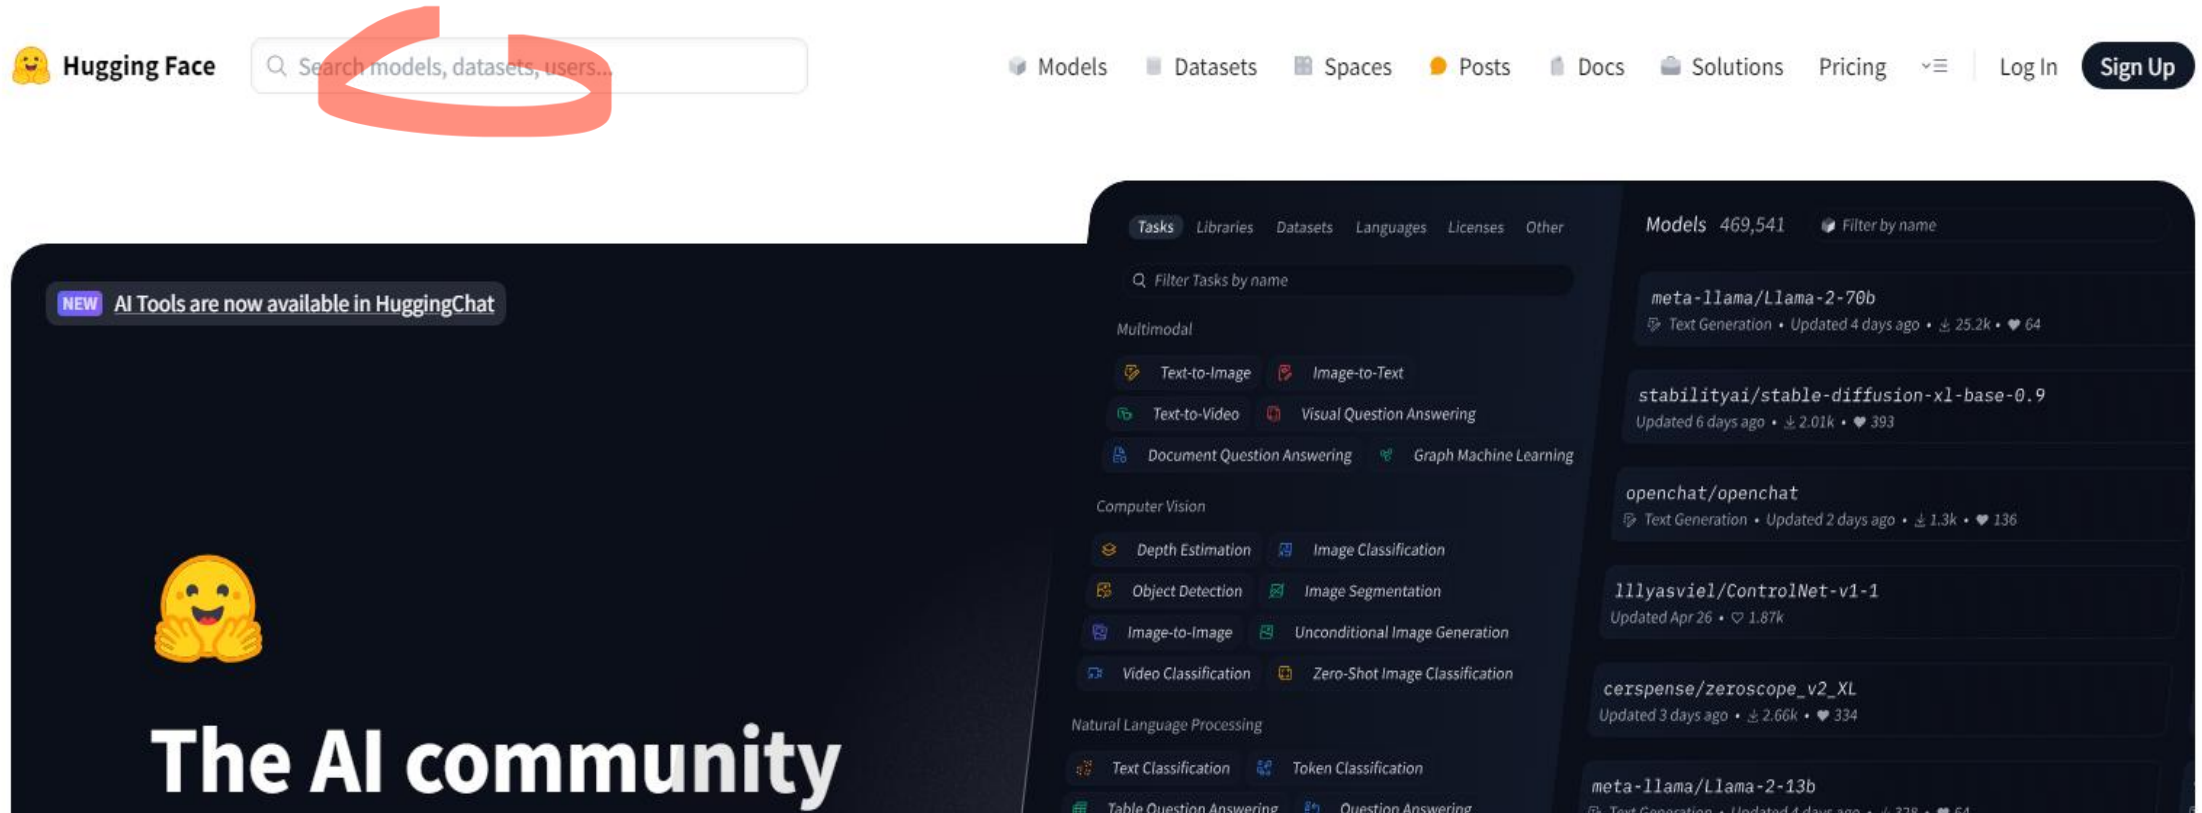 Hugging Face
Search models, datasets, users...
Models
Datasets
Spaces
Posts
Docs
Solutions
Pricing
Log In
Sign Up
NEW AI Tools are now available in HuggingChat
The AI community
Tasks Libraries Datasets Languages Licenses Other
Filter Tasks by name
Multimodal
Text-to-Image Image-to-Text
Text-to-Video Visual Question Answering
Document Question Answering Graph Machine Learning
Computer Vision
Depth Estimation Image Classification
Object Detection Image Segmentation
Image-to-Image Unconditional Image Generation
Video Classification Zero-Shot Image Classification
Natural Language Processing
Text Classification Token Classification
Table Question Answering Question Answering
Models 469,541 Filter by name
meta-llama/Llama-2-70b
Text Generation • Updated 4 days ago • 25.2k • 64
stabilityai/stable-diffusion-xl-base-0.9
Updated 6 days ago • 2.01k • 393
openchat/openchat
Text Generation • Updated 2 days ago • 1.3k • 136
lllyasviel/ControlNet-v1-1
Updated Apr 26 • 1.87k
cerspense/zeroscope_v2_XL
Updated 3 days ago • 2.66k • 334
meta-llama/Llama-2-13b
Text Generation • Updated 4 days ago • 328 • 64